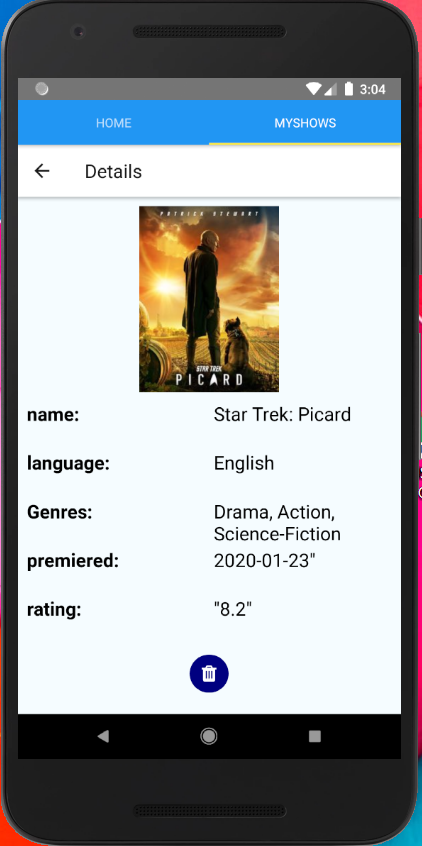 3:04
HOME MYSHOWS
Details
PATRICK STEWART
STAR TREK
PICARD
name: Star Trek: Picard
language: English
Genres: Drama, Action,
Science-Fiction
premiered: 2020-01-23"
rating: "8.2"